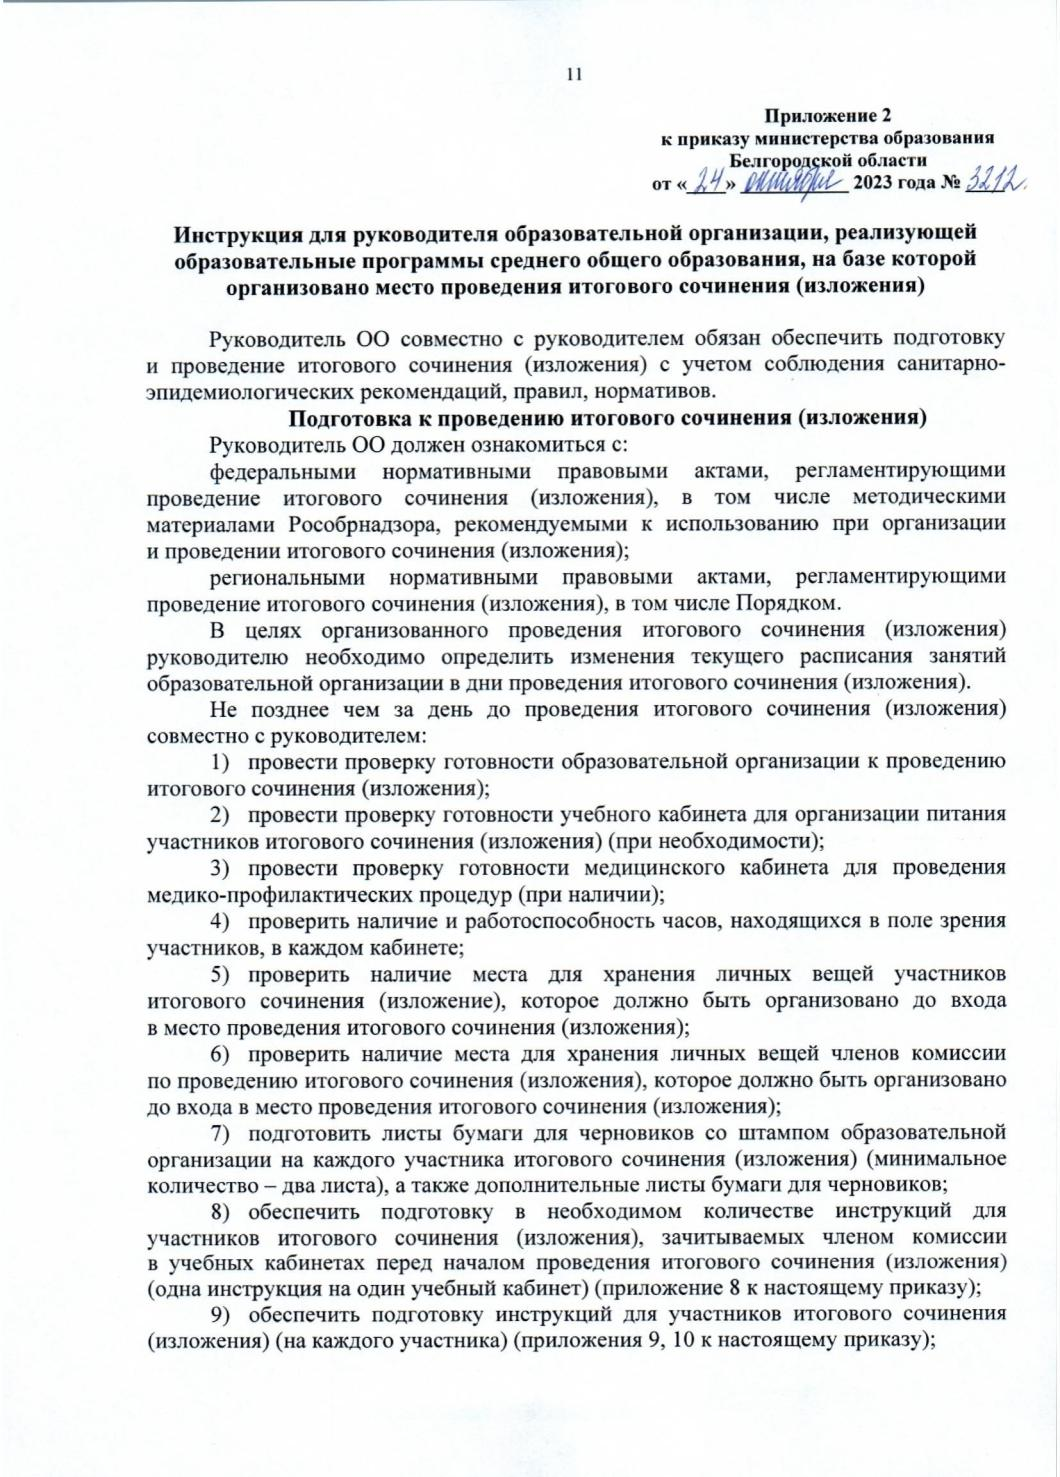 11
Приложение 2
к приказу министерства образования
Белгородской области
от «24» октября 2023 года № 3212
Инструкция для руководителя образовательной организации, реализующей
образовательные программы среднего общего образования, на базе которой
организовано место проведения итогового сочинения (изложения)
Руководитель ОО совместно с руководителем обязан обеспечить подготовку
и проведение итогового сочинения (изложения) с учетом соблюдения санитарно-
эпидемиологических рекомендаций, правил, нормативов.
Подготовка к проведению итогового сочинения (изложения)
Руководитель ОО должен ознакомиться с:
федеральными нормативными правовыми актами, регламентирующими
проведение итогового сочинения (изложения), в том числе методическими
материалами Рособрнадзора, рекомендуемыми к использованию при организации
и проведении итогового сочинения (изложения);
региональными нормативными правовыми актами, регламентирующими
проведение итогового сочинения (изложения), в том числе Порядком.
В целях организованного проведения итогового сочинения (изложения)
руководителю необходимо определить изменения текущего расписания занятий
образовательной организации в дни проведения итогового сочинения (изложения).
Не позднее чем за день до проведения итогового сочинения (изложения)
совместно с руководителем:
1) провести проверку готовности образовательной организации к проведению
итогового сочинения (изложения);
2) провести проверку готовности учебного кабинета для организации питания
участников итогового сочинения (изложения) (при необходимости);
3) провести проверку готовности медицинского кабинета для проведения
медико-профилактических процедур (при наличии);
4) проверить наличие и работоспособность часов, находящихся в поле зрения
участников, в каждом кабинете;
5) проверить наличие места для хранения личных вещей участников
итогового сочинения (изложение), которое должно быть организовано до входа
в место проведения итогового сочинения (изложения);
6) проверить наличие места для хранения личных вещей членов комиссии
по проведению итогового сочинения (изложения), которое должно быть организовано
до входа в место проведения итогового сочинения (изложения);
7) подготовить листы бумаги для черновиков со штампом образовательной
организации на каждого участника итогового сочинения (изложения) (минимальное
количество – два листа), а также дополнительные листы бумаги для черновиков;
8) обеспечить подготовку в необходимом количестве инструкций для
участников итогового сочинения (изложения), зачитываемых членом комиссии
в учебных кабинетах перед началом проведения итогового сочинения (изложения)
(одна инструкция на один учебный кабинет) (приложение 8 к настоящему приказу);
9) обеспечить подготовку инструкций для участников итогового сочинения
(изложения) (на каждого участника) (приложения 9, 10 к настоящему приказу);